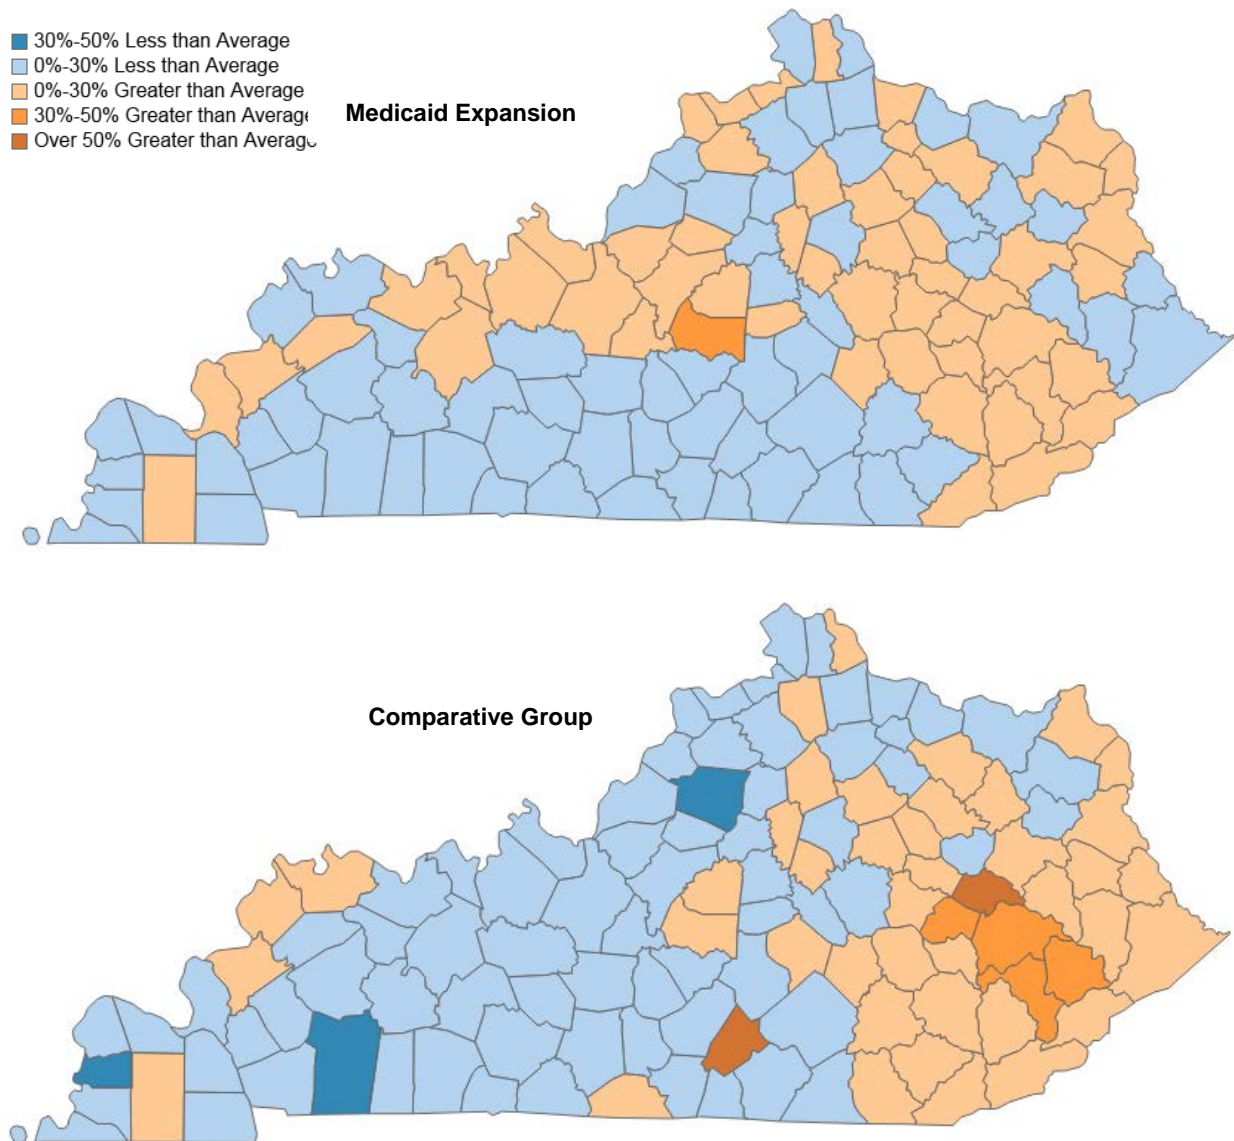 30%-50% Less than Average
0%-30% Less than Average
0%-30% Greater than Average
30%-50% Greater than Average
Over 50% Greater than Average
Medicaid Expansion
Comparative Group